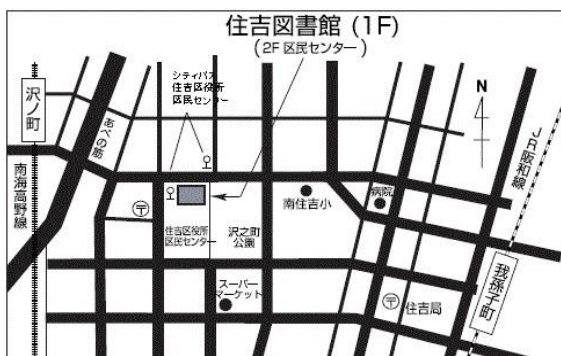 住吉図書館 (1F)
(2F 区民センター)
シティバス
住吉区役所
区民センター
沢ノ町
あべの筋
N
JR阪和線
南海高野線
〒
南住吉小
病院
住吉区役所
区民センター
沢之町
公園
我孫子町
スーパー
マーケット
〒
住吉局